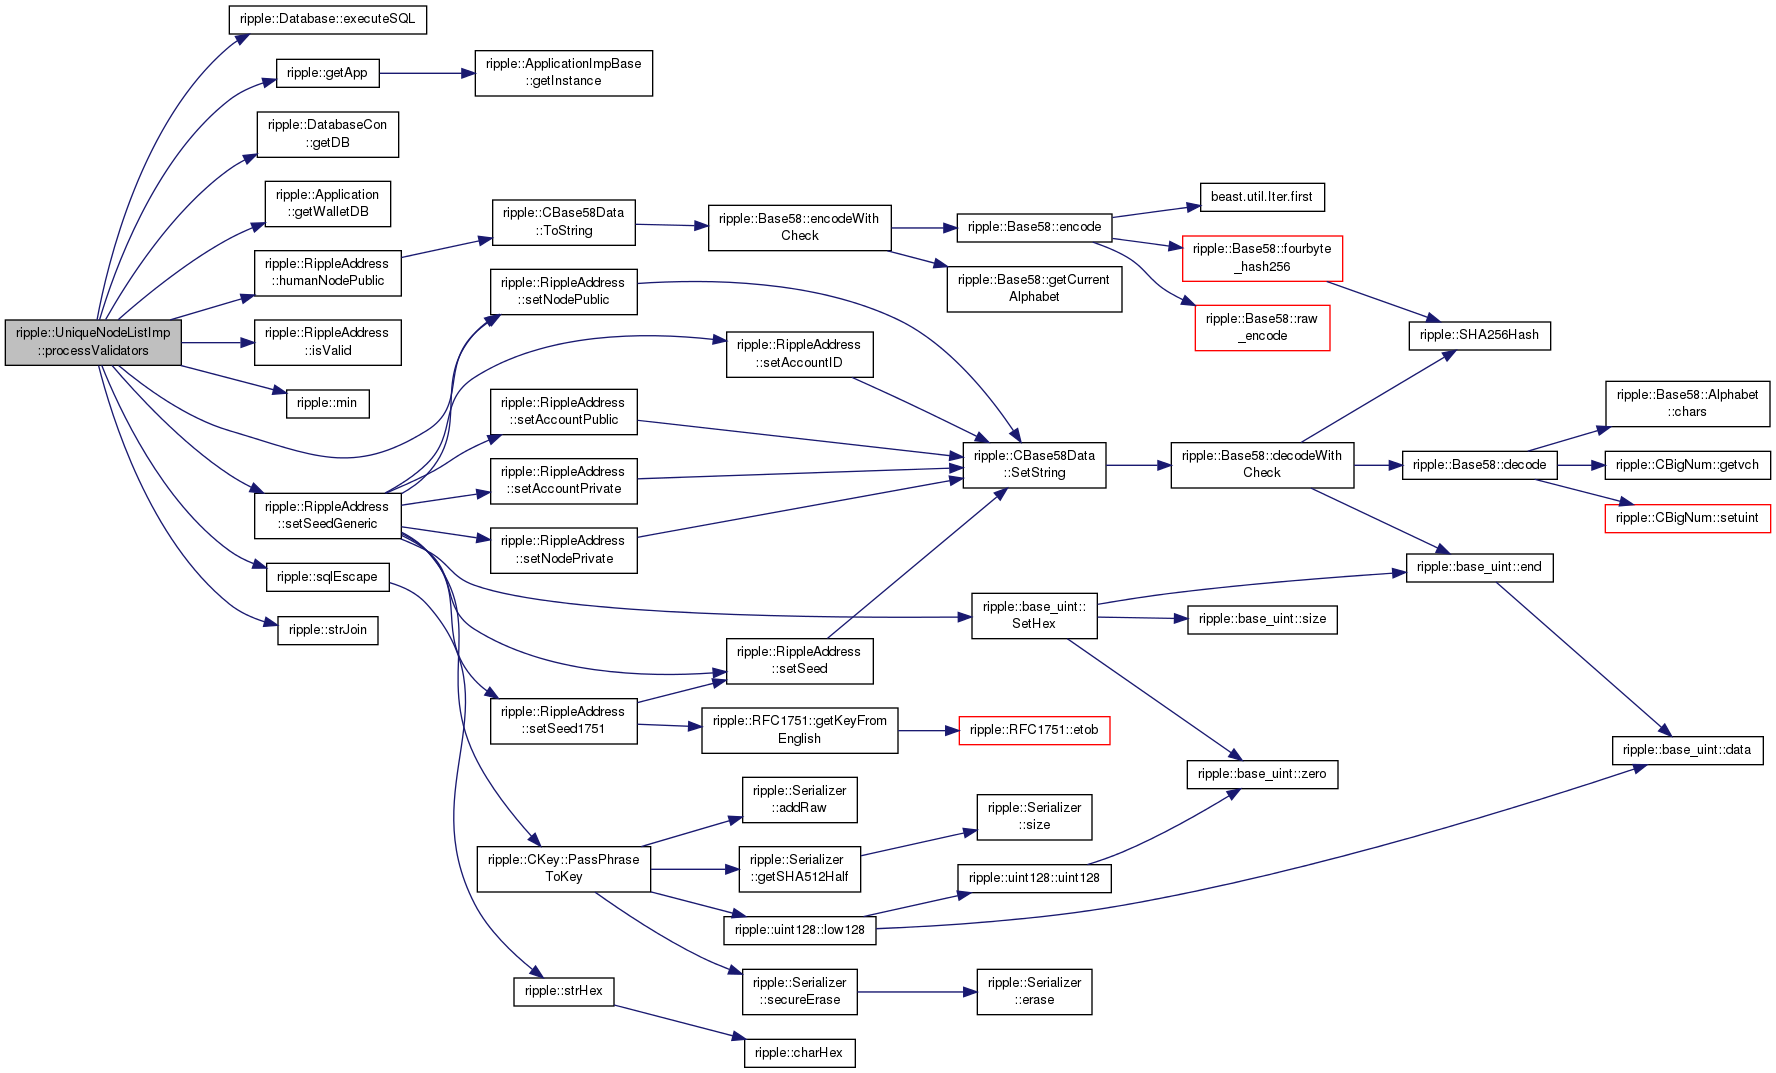 ripple::Database::executeSQL
ripple::getApp
ripple::ApplicationImpBase
::getInstance
ripple::DatabaseCon
::getDB
ripple::Application
::getWalletDB
ripple::RippleAddress
::humanNodePublic
ripple::UniqueNodeListImp
::processValidators
ripple::RippleAddress
::isValid
ripple::min
ripple::RippleAddress
::setSeedGeneric
ripple::sqlEscape
ripple::strJoin
ripple::CBase58Data
::ToString
ripple::RippleAddress
::setNodePublic
ripple::RippleAddress
::setAccountPublic
ripple::RippleAddress
::setAccountPrivate
ripple::RippleAddress
::setNodePrivate
ripple::RippleAddress
::setSeed1751
ripple::CKey::PassPhrase
ToKey
ripple::strHex
ripple::Base58::encodeWith
Check
ripple::RippleAddress
::setAccountID
ripple::RippleAddress
::setSeed
ripple::RFC1751::getKeyFrom
English
ripple::Serializer
::addRaw
ripple::Serializer
::getSHA512Half
ripple::uint128::low128
ripple::Serializer
::secureErase
ripple::charHex
ripple::Base58::encode
ripple::Base58::getCurrent
Alphabet
ripple::CBase58Data
::SetString
ripple::base_uint::
SetHex
ripple::RFC1751::etob
ripple::Serializer
::size
ripple::uint128::uint128
ripple::Serializer
::erase
beast.util.Iter.first
ripple::Base58::fourbyte
_hash256
ripple::Base58::raw
_encode
ripple::Base58::decodeWith
Check
ripple::base_uint::size
ripple::base_uint::zero
ripple::SHA256Hash
ripple::Base58::decode
ripple::base_uint::end
ripple::Base58::Alphabet
::chars
ripple::CBigNum::getvch
ripple::CBigNum::setuint
ripple::base_uint::data